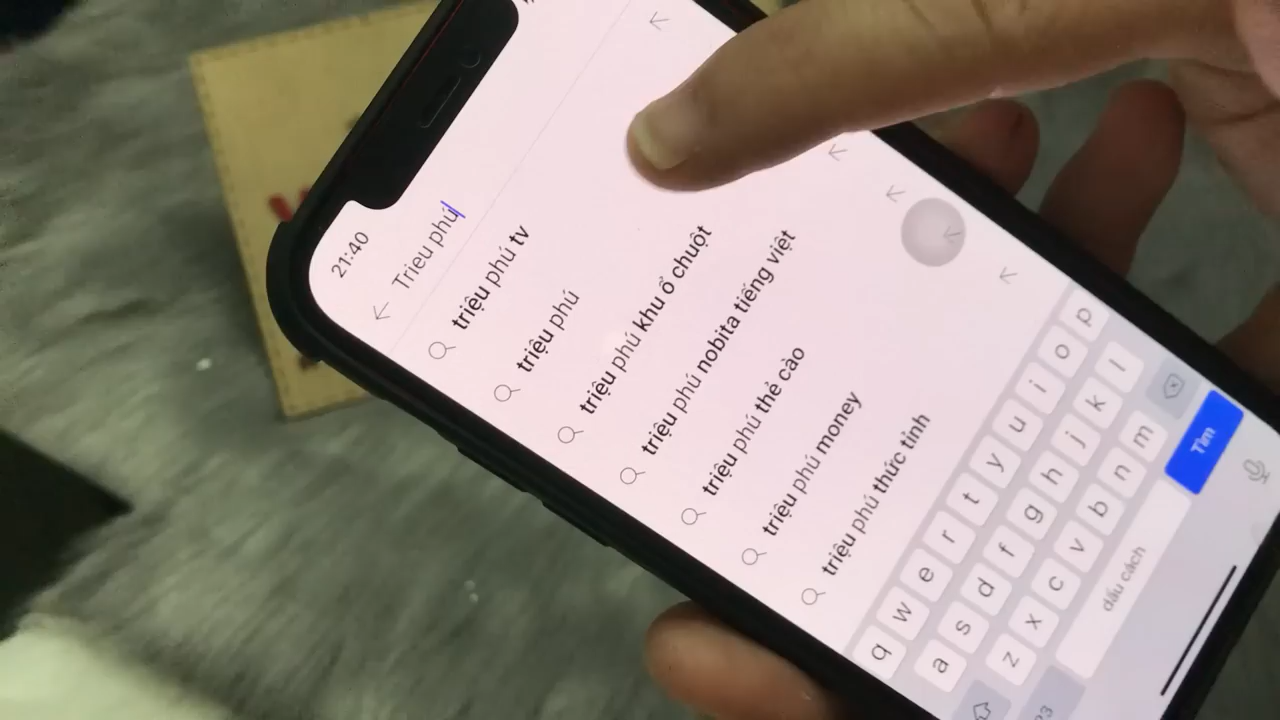 21:40
Trieu phú
triệu phú tv
triệu phú
triệu phú khu ổ chuột
triệu phú nobita tiếng việt
triệu phú thẻ cào
triệu phú money
triệu phú thức tỉnh
q w e r t y u i o p
a s d f g h j k l
z x c v b n m
dấu cách
Tìm